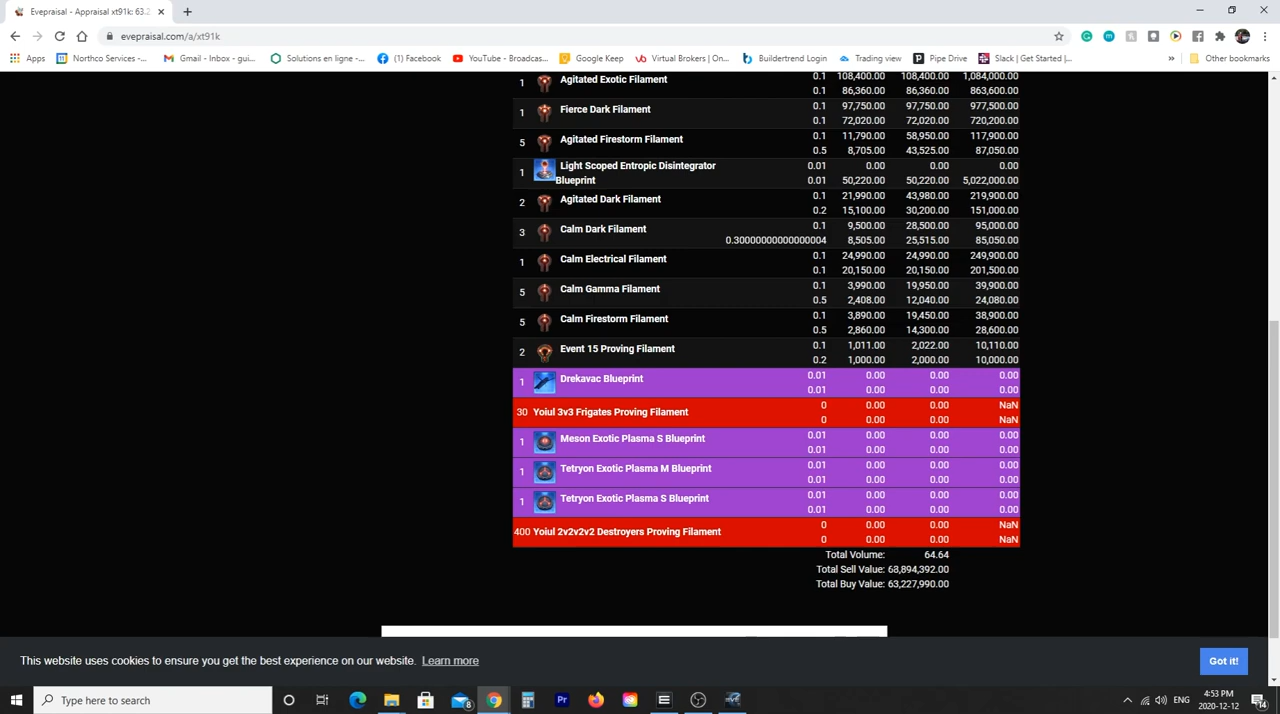 Evepraisal - Appraisal xt91k: 63.2
evepraisal.com/a/xt91k
Apps
Northco Services -...
Gmail - Inbox - gui...
Solutions en ligne -...
(1) Facebook
YouTube - Broadcas...
Google Keep
Virtual Brokers | On...
Buildertrend Login
Trading view
Pipe Drive
Slack | Get Started |...
»
Other bookmarks
1 Agitated Exotic Filament 0.1 108,400.00 108,400.00 1,084,000.00
0.1 86,360.00 86,360.00 863,600.00
1 Fierce Dark Filament 0.1 97,750.00 97,750.00 977,500.00
0.1 72,020.00 72,020.00 720,200.00
5 Agitated Firestorm Filament 0.1 11,790.00 58,950.00 117,900.00
0.5 8,705.00 43,525.00 87,050.00
1 Light Scoped Entropic Disintegrator 0.01 0.00 0.00 0.00
Blueprint 0.01 50,220.00 50,220.00 5,022,000.00
2 Agitated Dark Filament 0.1 21,990.00 43,980.00 219,900.00
0.2 15,100.00 30,200.00 151,000.00
3 Calm Dark Filament 0.1 9,500.00 28,500.00 95,000.00
0.30000000000000004 8,505.00 25,515.00 85,050.00
1 Calm Electrical Filament 0.1 24,990.00 24,990.00 249,900.00
0.1 20,150.00 20,150.00 201,500.00
5 Calm Gamma Filament 0.1 3,990.00 19,950.00 39,900.00
0.5 2,408.00 12,040.00 24,080.00
5 Calm Firestorm Filament 0.1 3,890.00 19,450.00 38,900.00
0.5 2,860.00 14,300.00 28,600.00
2 Event 15 Proving Filament 0.1 1,011.00 2,022.00 10,110.00
0.2 1,000.00 2,000.00 10,000.00
1 Drekavac Blueprint 0.01 0.00 0.00 0.00
0.01 0.00 0.00 0.00
30 Yoiul 3v3 Frigates Proving Filament 0 0.00 0.00 NaN
0 0.00 0.00 NaN
1 Meson Exotic Plasma S Blueprint 0.01 0.00 0.00 0.00
0.01 0.00 0.00 0.00
1 Tetryon Exotic Plasma M Blueprint 0.01 0.00 0.00 0.00
0.01 0.00 0.00 0.00
1 Tetryon Exotic Plasma S Blueprint 0.01 0.00 0.00 0.00
0.01 0.00 0.00 0.00
400 Yoiul 2v2v2v2 Destroyers Proving Filament 0 0.00 0.00 NaN
0 0.00 0.00 NaN
Total Volume: 64.64
Total Sell Value: 68,894,392.00
Total Buy Value: 63,227,990.00
This website uses cookies to ensure you get the best experience on our website. Learn more
Got it!
Type here to search
8
Pr
ENG
4:53 PM
2020-12-12
14